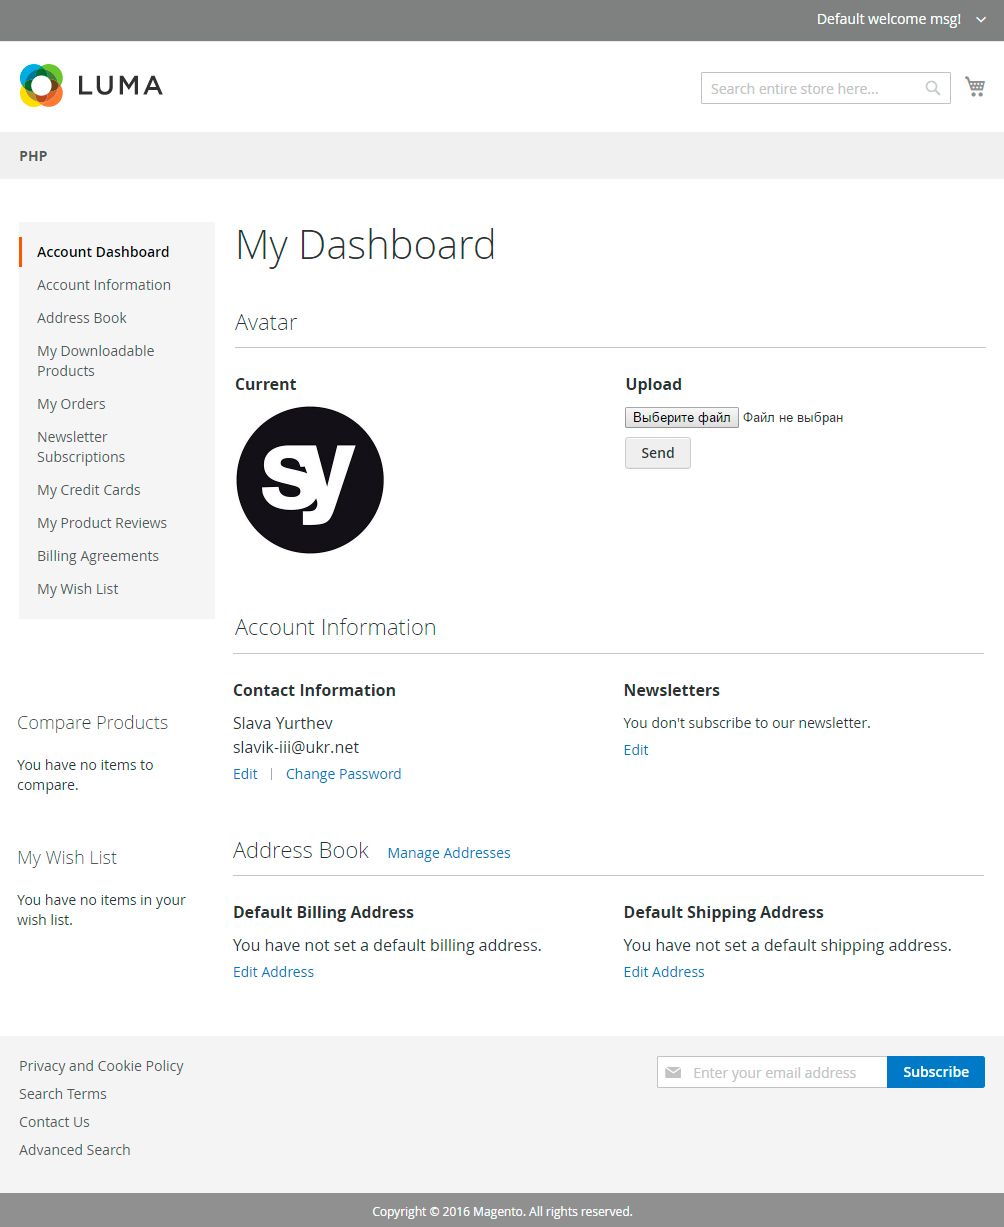 Default welcome msg!
LUMA
Search entire store here...
PHP
Account Dashboard
Account Information
Address Book
My Downloadable
Products
My Orders
Newsletter
Subscriptions
My Credit Cards
My Product Reviews
Billing Agreements
My Wish List
Compare Products
You have no items to
compare.
My Wish List
You have no items in your
wish list.
My Dashboard
Avatar
Current
sy
Upload
Выберите файл Файл не выбран
Send
Account Information
Contact Information
Slava Yurthev
slavik-iii@ukr.net
Edit | Change Password
Newsletters
You don't subscribe to our newsletter.
Edit
Address Book Manage Addresses
Default Billing Address
You have not set a default billing address.
Edit Address
Default Shipping Address
You have not set a default shipping address.
Edit Address
Privacy and Cookie Policy
Search Terms
Contact Us
Advanced Search
Enter your email address Subscribe
Copyright © 2016 Magento. All rights reserved.